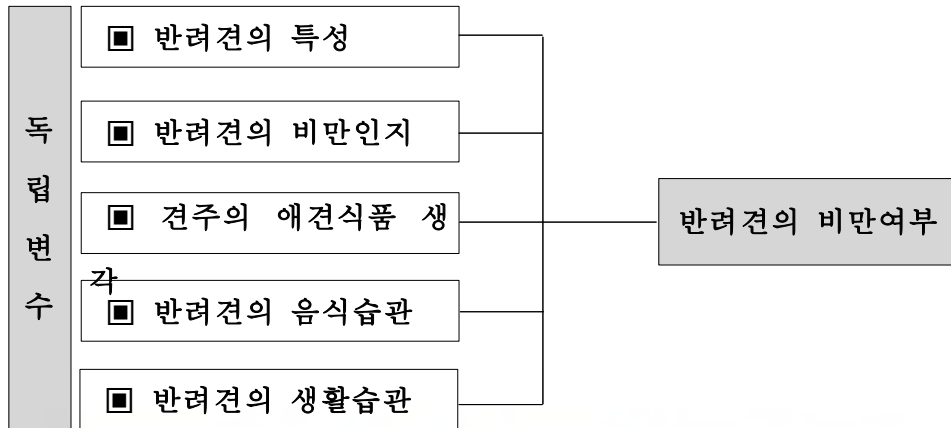 독
립
변
수
▣ 반려견의 특성
▣ 반려견의 비만인지
▣ 견주의 애견식품 생
각
▣ 반려견의 음식습관
▣ 반려견의 생활습관
반려견의 비만여부